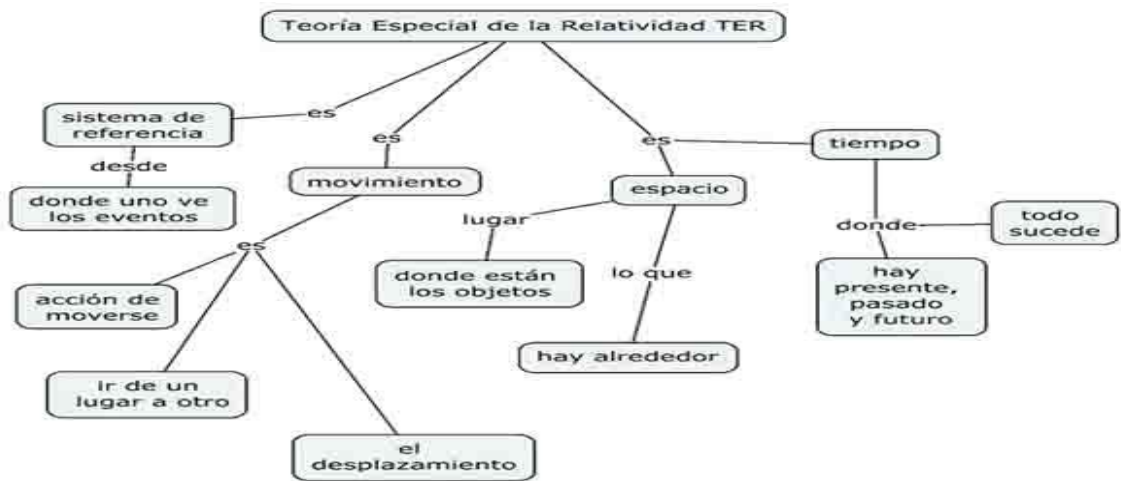 Teoría Especial de la Relatividad TER
es
sistema de
referencia
desde
donde uno ve
los eventos
es
movimiento
es
acción de
moverse
ir de un
lugar a otro
el
desplazamiento
es
espacio
lugar
donde están
los objetos
lo que
hay alrededor
tiempo
donde
todo
sucede
hay
presente,
pasado
y futuro